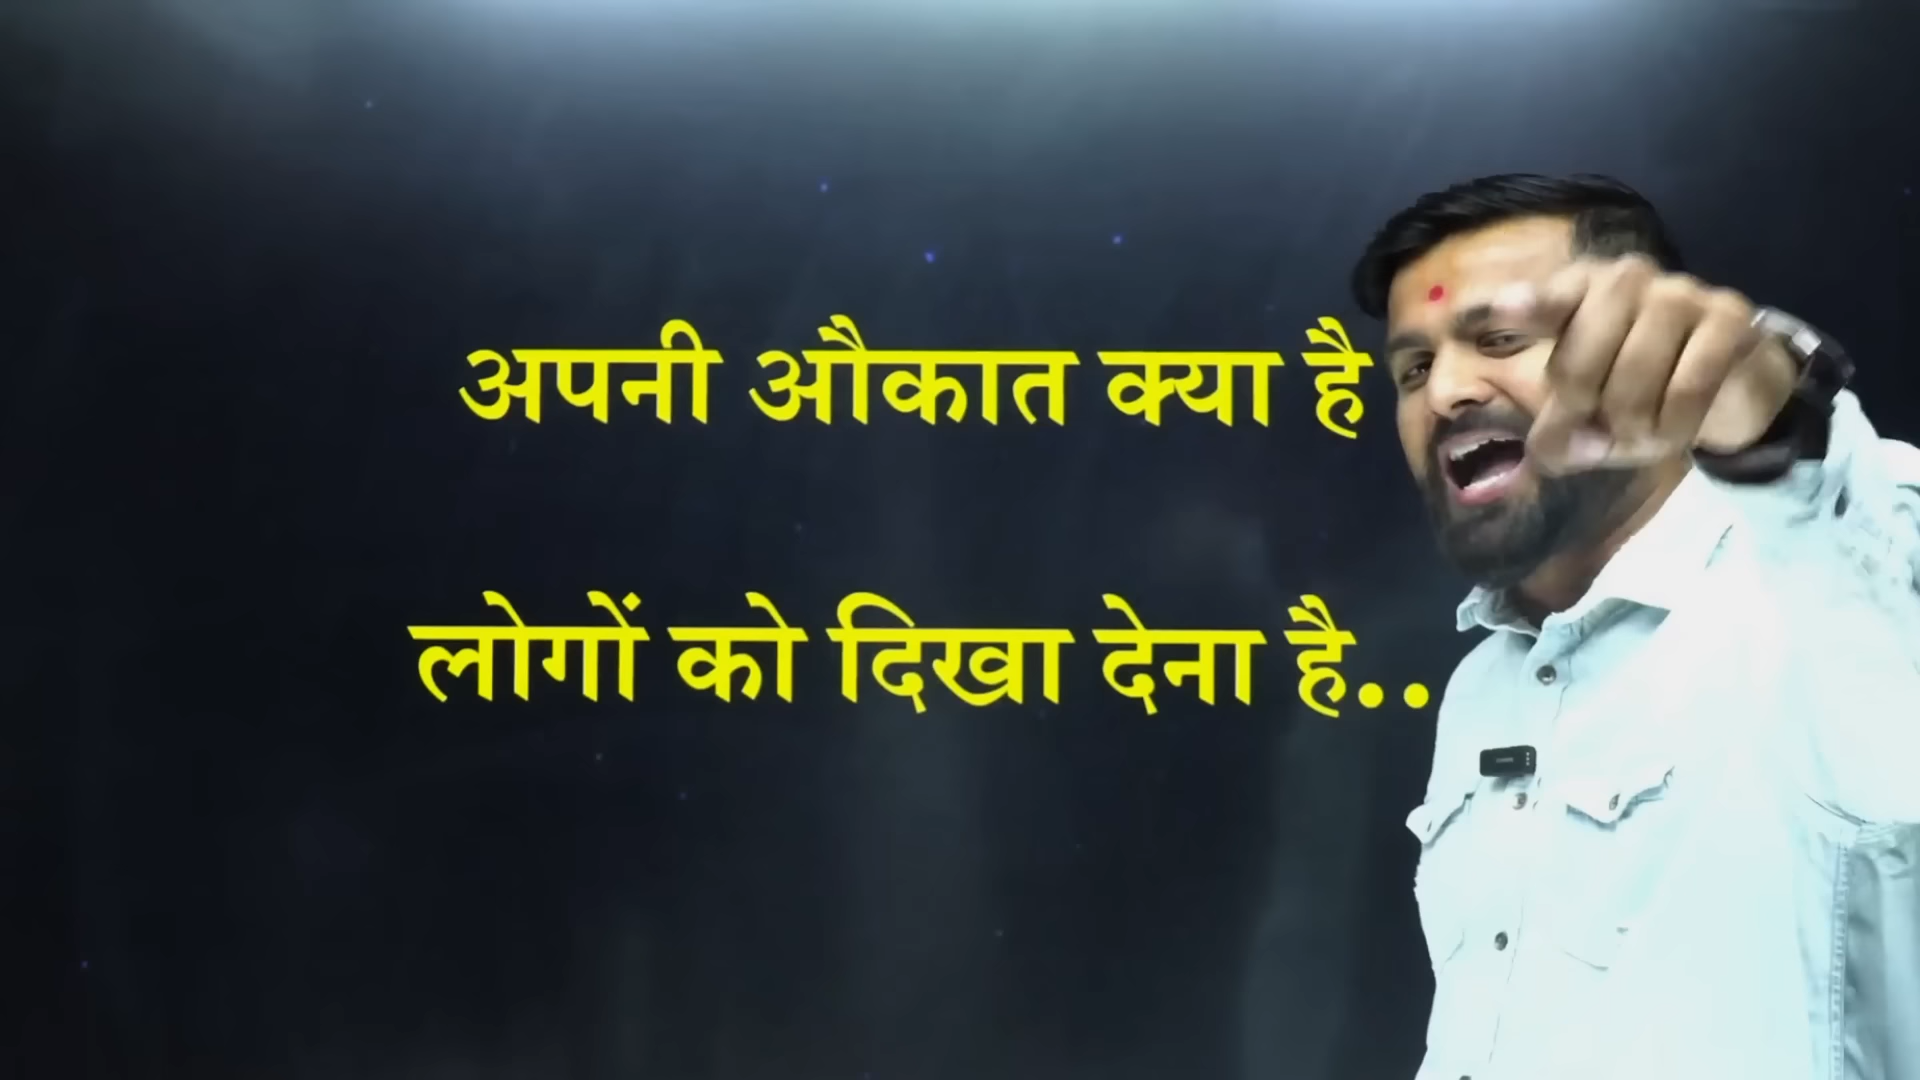 अपनी औकात क्या है
लोगों को दिखा देना है..